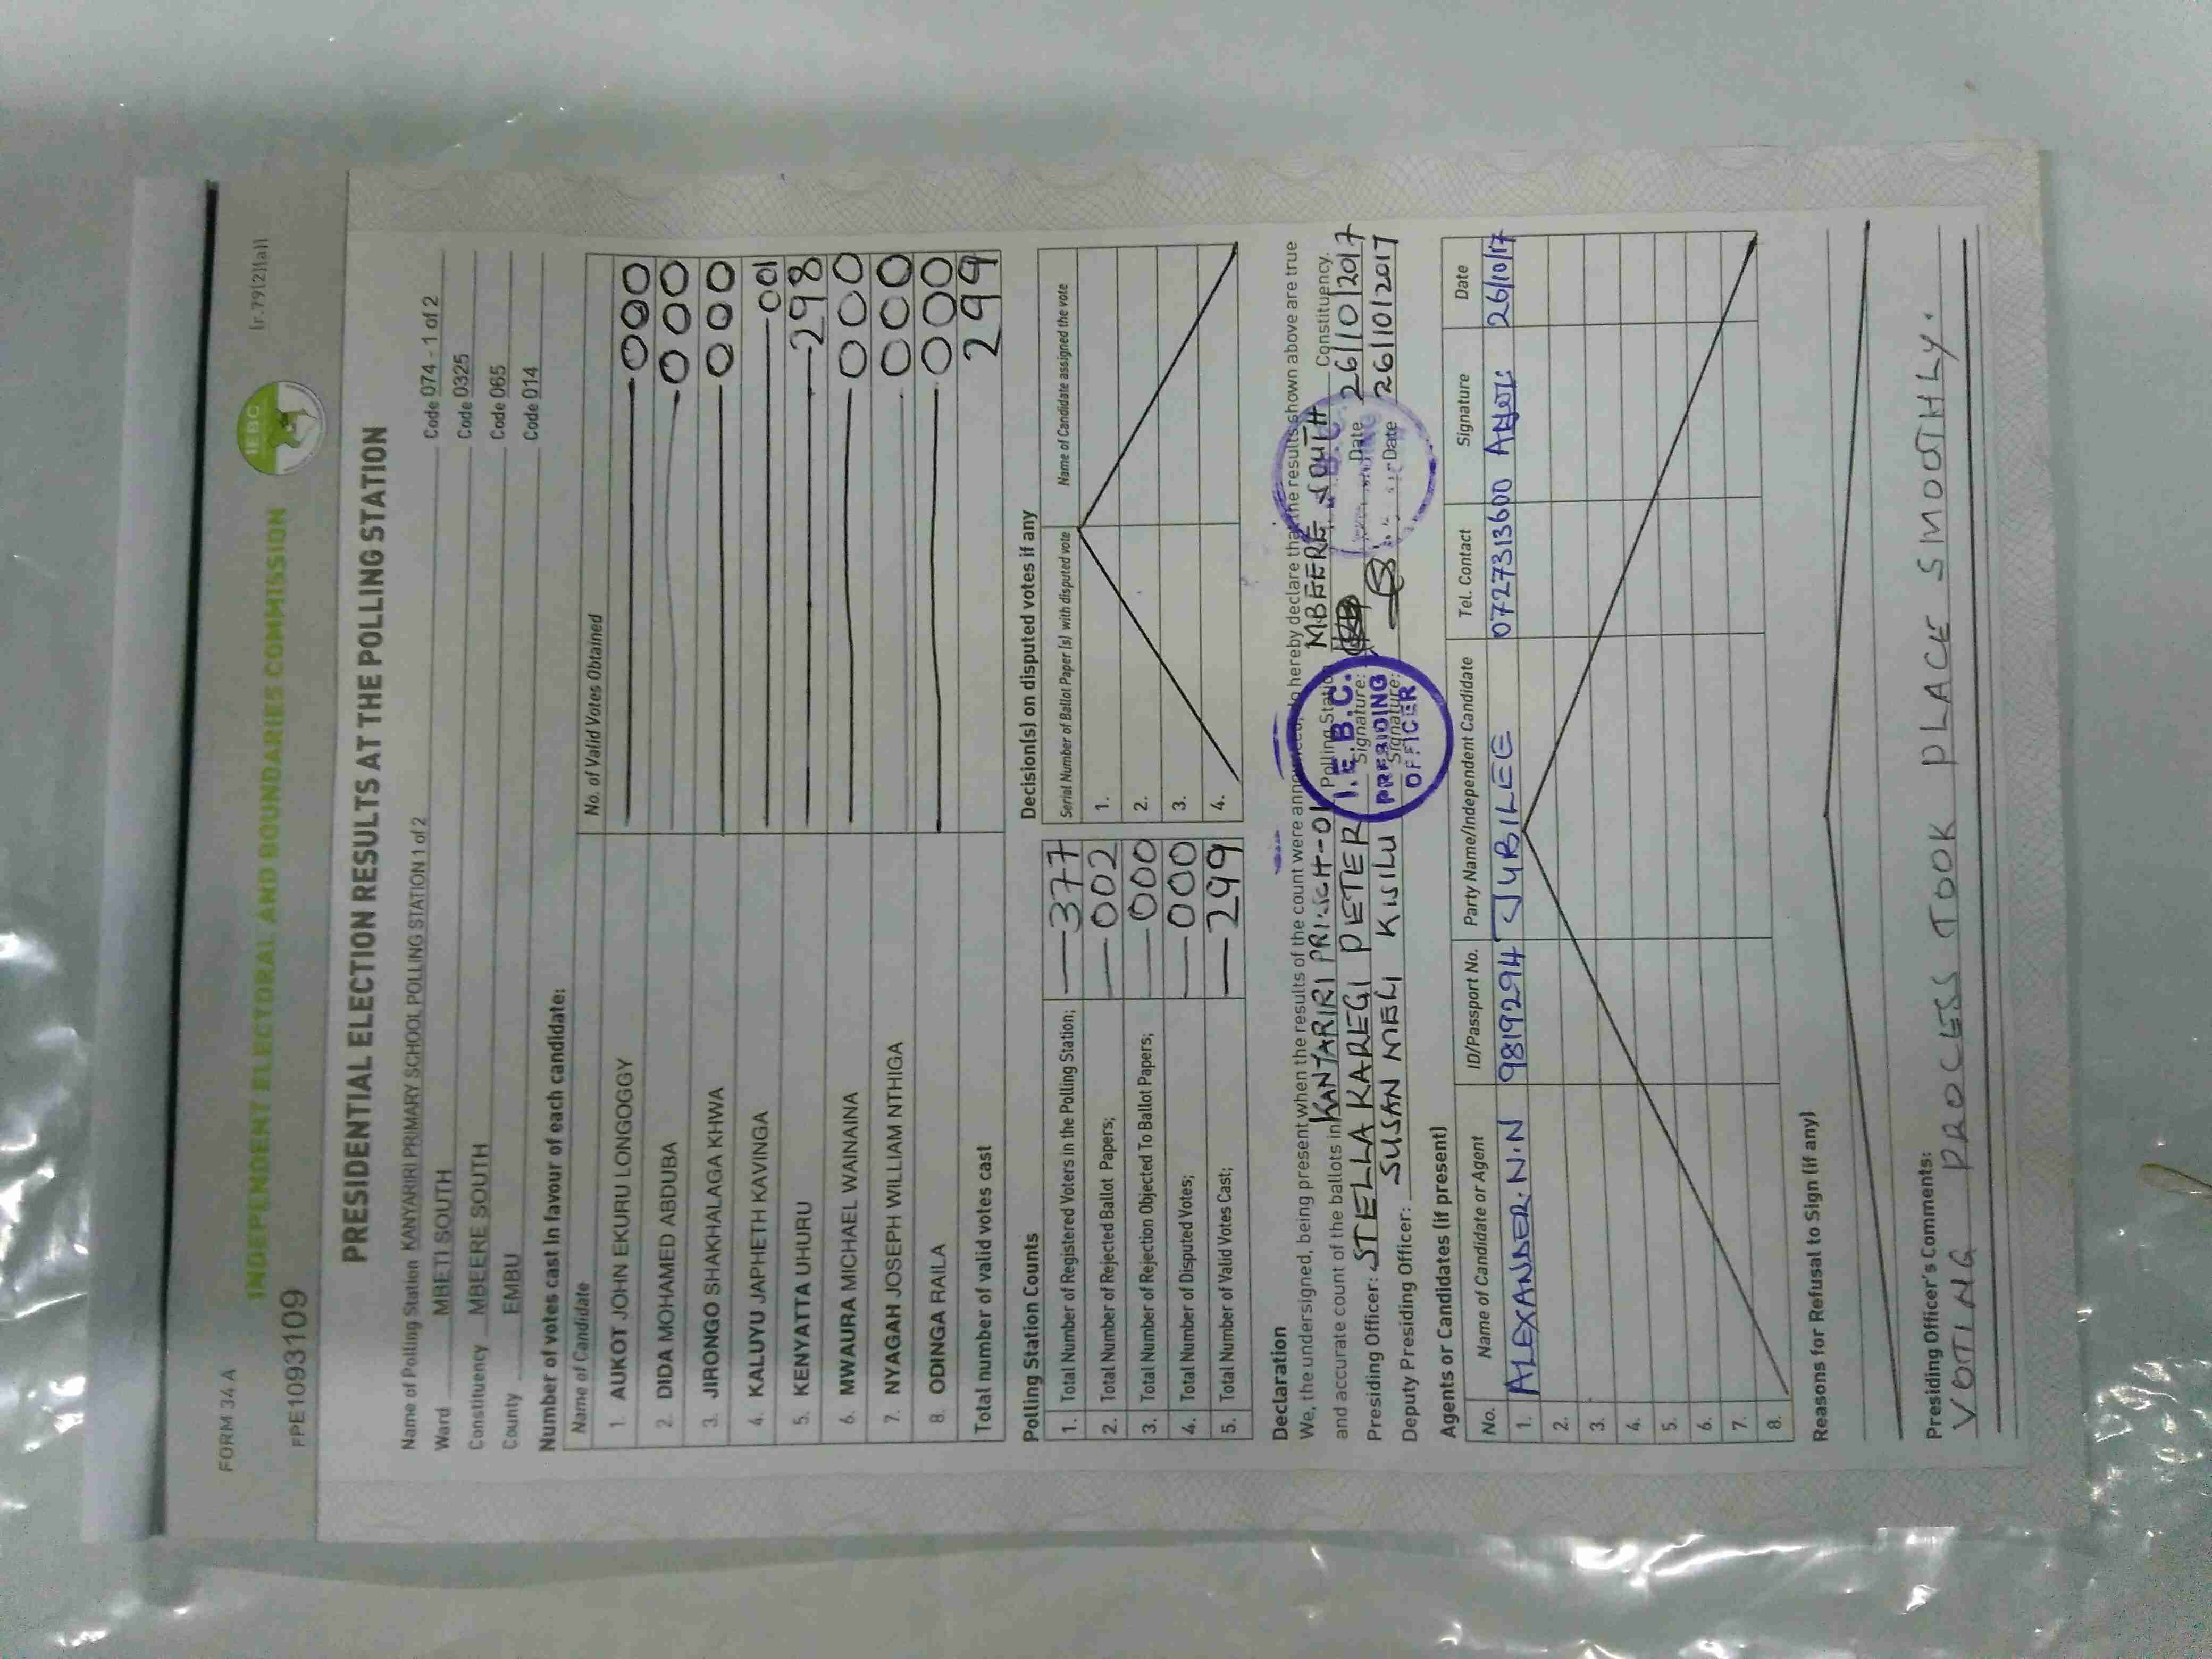 FORM 34 A
(r.79(2)(a))
INDEPENDENT ELECTORAL AND BOUNDARIES COMMISSION
IEBC
FPE1093109
PRESIDENTIAL ELECTION RESULTS AT THE POLLING STATION
Name of Polling Station KANYARIRI PRIMARY SCHOOL POLLING STATION 1 of 2 Code 074 - 1 of 2
Ward MBETI SOUTH Code 0325
Constituency MBEERE SOUTH Code 065
County EMBU Code 014
Number of votes cast in favour of each candidate:
Name of Candidate No. of Valid Votes Obtained
1. AUKOT JOHN EKURU LONGOGGY 000
2. DIDA MOHAMED ABDUBA 000
3. JIRONGO SHAKHALAGA KHWA 000
4. KALUYU JAPHETH KAVINGA 001
5. KENYATTA UHURU 298
6. MWAURA MICHAEL WAINAINA 000
7. NYAGAH JOSEPH WILLIAM NTHIGA 000
8. ODINGA RAILA 000
Total number of valid votes cast 299
Polling Station Counts
1. Total Number of Registered Voters in the Polling Station; 377
2. Total Number of Rejected Ballot Papers; 002
3. Total Number of Rejection Objected To Ballot Papers; 000
4. Total Number of Disputed Votes; 000
5. Total Number of Valid Votes Cast; 299
Decision(s) on disputed votes if any
Serial Number of Ballot Paper (s) with disputed vote Name of Candidate assigned the vote
1.
2.
3.
4.
Declaration
We, the undersigned, being present when the results of the count were announced, do hereby declare that the results shown above are true
and accurate count of the ballots in KANYARIRI PRI.SCH-01 Polling Station MBEERE SOUTH Constituency.
Presiding Officer: STELLA KAREGI PETER Signature: Date 26/10/2017
Deputy Presiding Officer: SUSAN MELI KISILU Signature: Date 26/10/2017
I.E.B.C.
PRESIDING
OFFICER
Agents or Candidates (if present)
No. Name of Candidate or Agent ID/Passport No. Party Name/Independent Candidate Tel. Contact Signature Date
1. ALEXANDER.N.N 9819294 JUBILEE 0727313600 26/10/17
2.
3.
4.
5.
6.
7.
8.
Reasons for Refusal to Sign (if any)
Presiding Officer's Comments:
VOTING PROCESS TOOK PLACE SMOOTHLY.